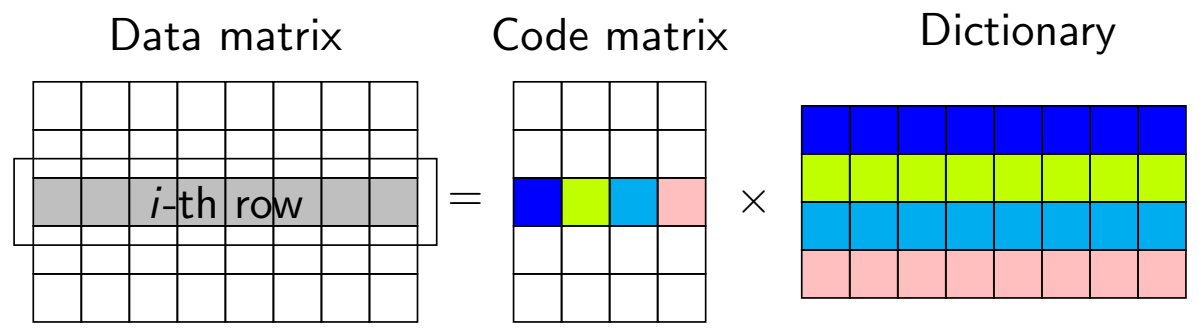 Data matrix
Code matrix
Dictionary
i-th row
=
×